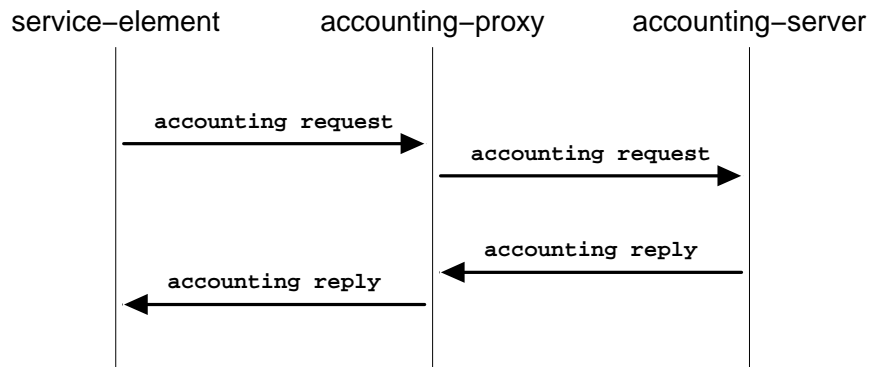 service−element accounting−proxy accounting−server
accounting request
accounting request
accounting reply
accounting reply